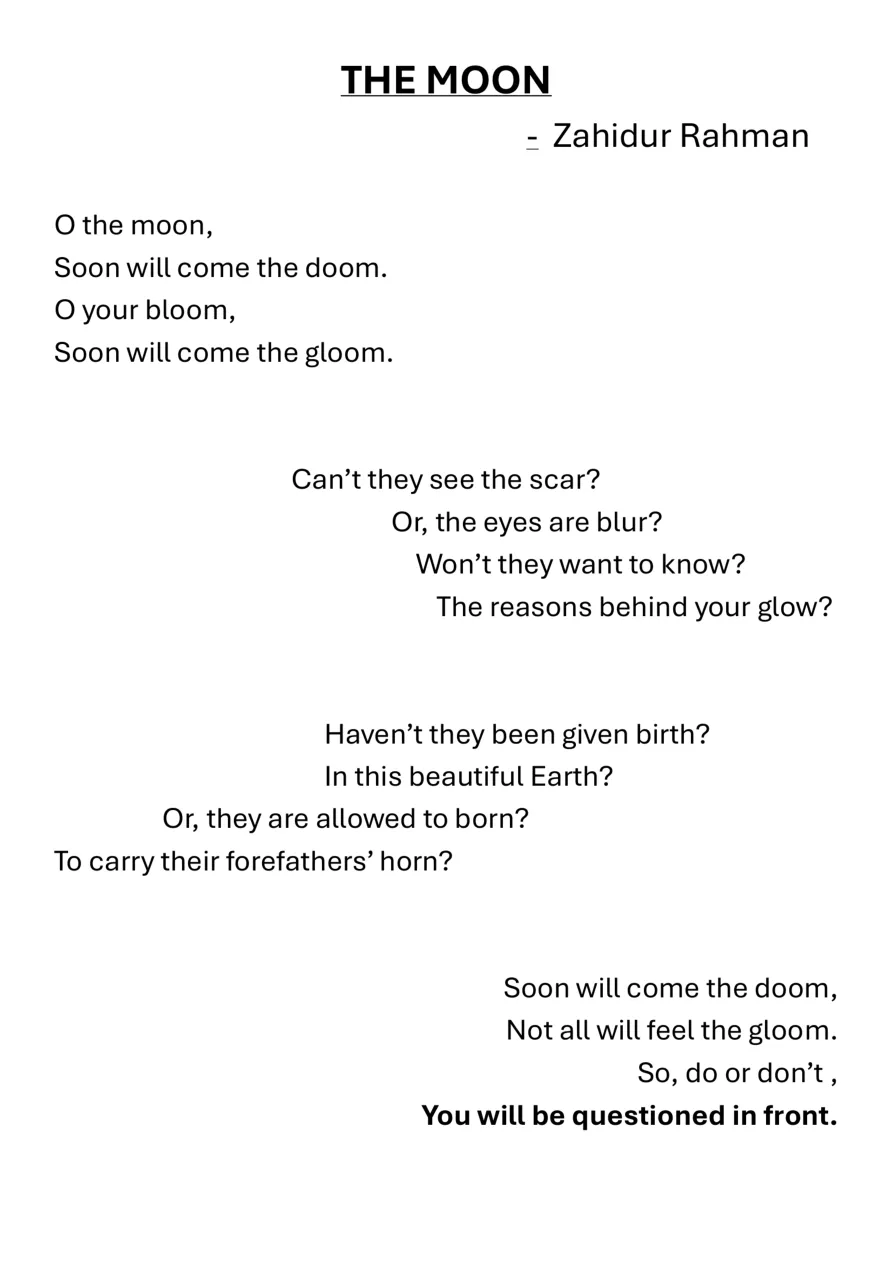 THE MOON
- Zahidur Rahman
O the moon,
Soon will come the doom.
O your bloom,
Soon will come the gloom.
Can’t they see the scar?
Or, the eyes are blur?
Won’t they want to know?
The reasons behind your glow?
Haven’t they been given birth?
In this beautiful Earth?
Or, they are allowed to born?
To carry their forefathers’ horn?
Soon will come the doom,
Not all will feel the gloom.
So, do or don’t ,
You will be questioned in front.